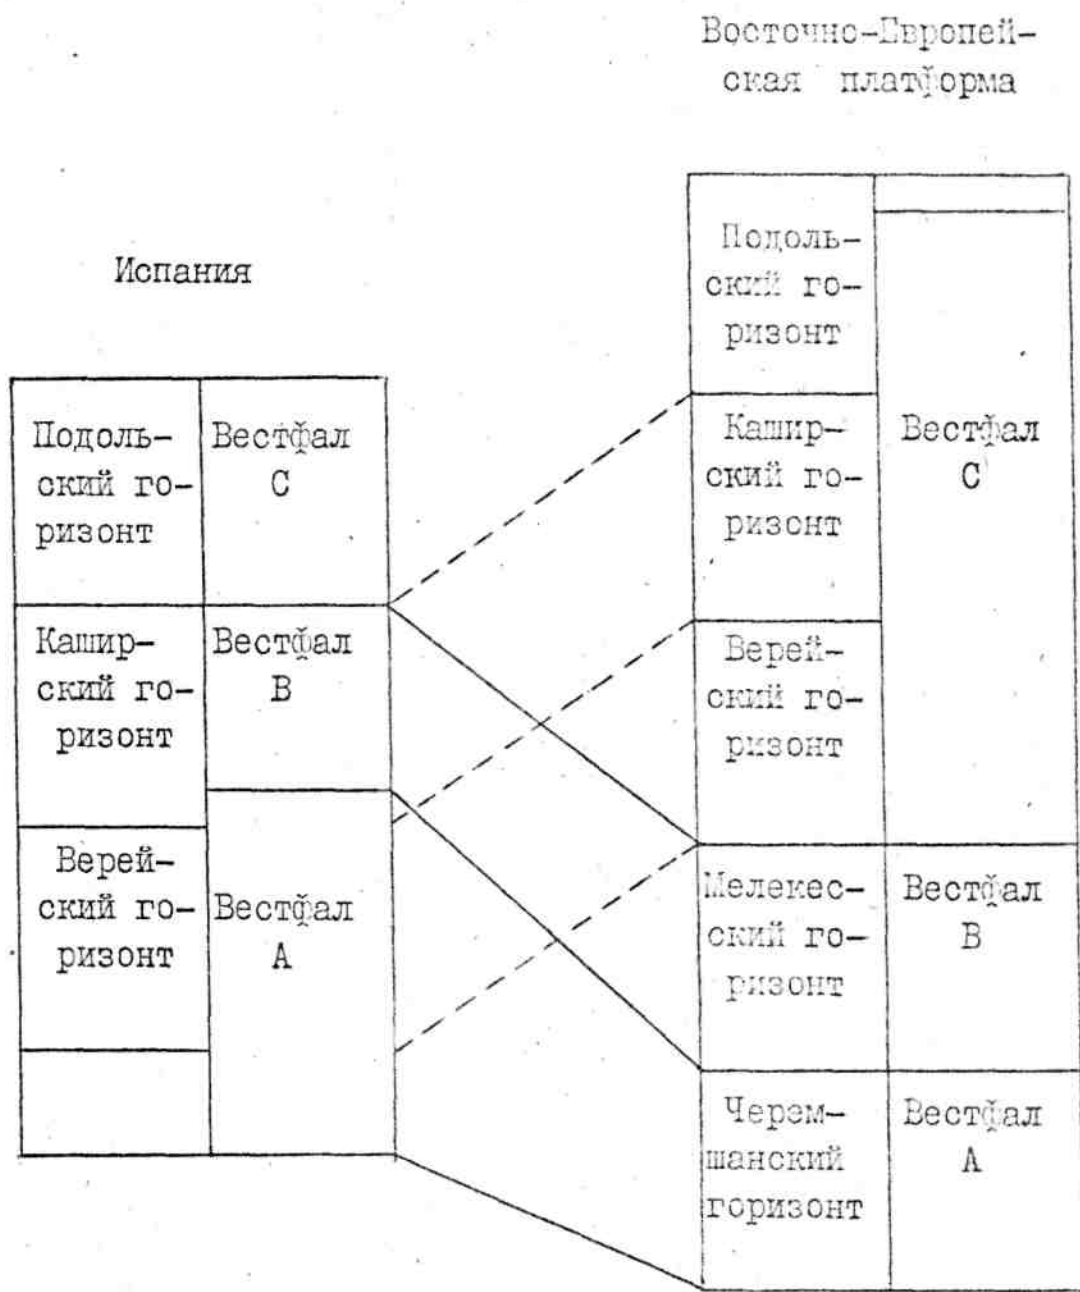 Восточно-Европей-
ская платформа
Испания
Подоль-
ский го-
ризонт
Вестфал
С
Кашир-
ский го-
ризонт
Вестфал
В
Верей-
ский го-
ризонт
Вестфал
А
Подоль-
ский го-
ризонт
Кашир-
ский го-
ризонт
Вестфал
С
Верей-
ский го-
ризонт
Мелекес-
ский го-
ризонт
Вестфал
В
Черем-
шанский
горизонт
Вестфал
А